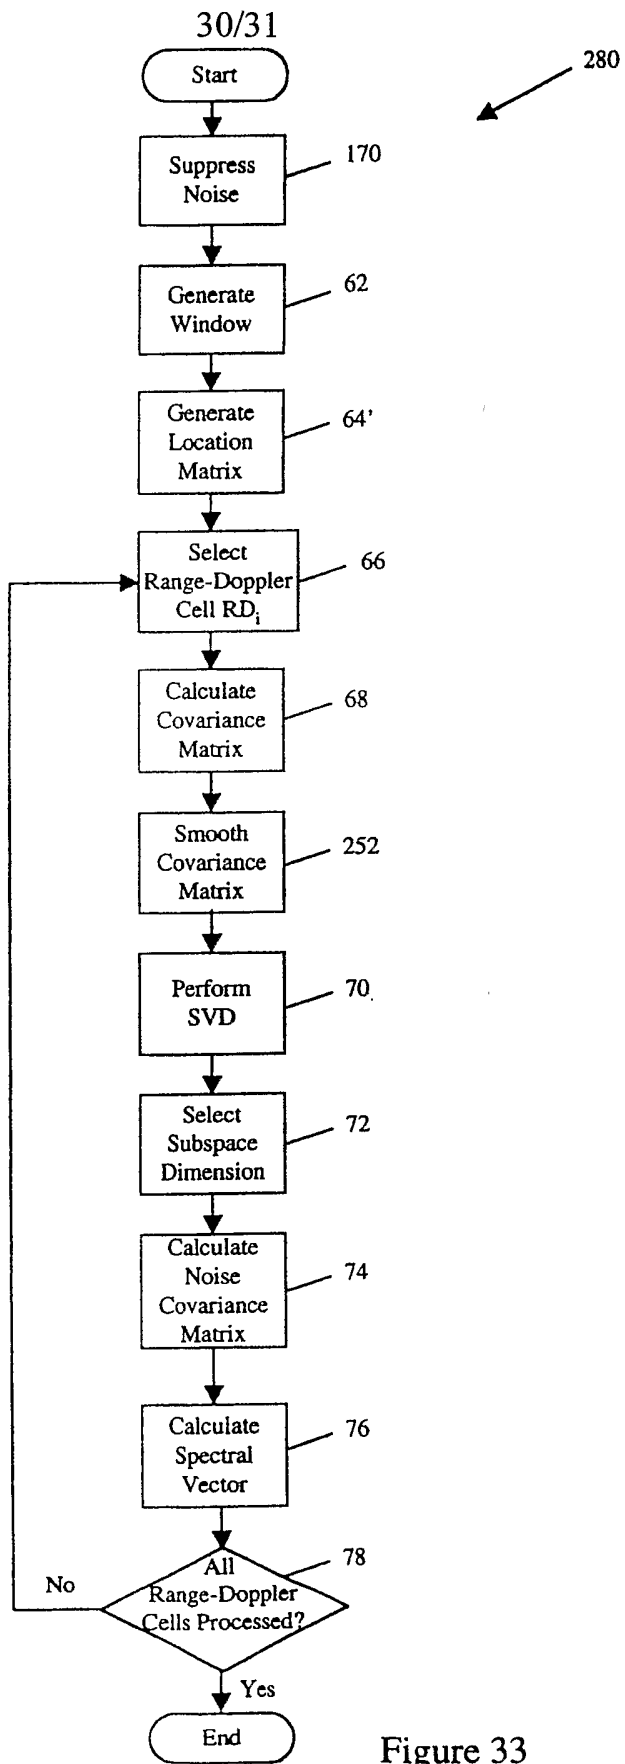 30/31
Start
280
Suppress
Noise
170
Generate
Window
62
Generate
Location
Matrix
64'
Select
Range-Doppler
Cell RDi
66
Calculate
Covariance
Matrix
68
Smooth
Covariance
Matrix
252
Perform
SVD
70
Select
Subspace
Dimension
72
Calculate
Noise
Covariance
Matrix
74
Calculate
Spectral
Vector
76
All
Range-Doppler
Cells Processed?
78
No
Yes
End
Figure 33